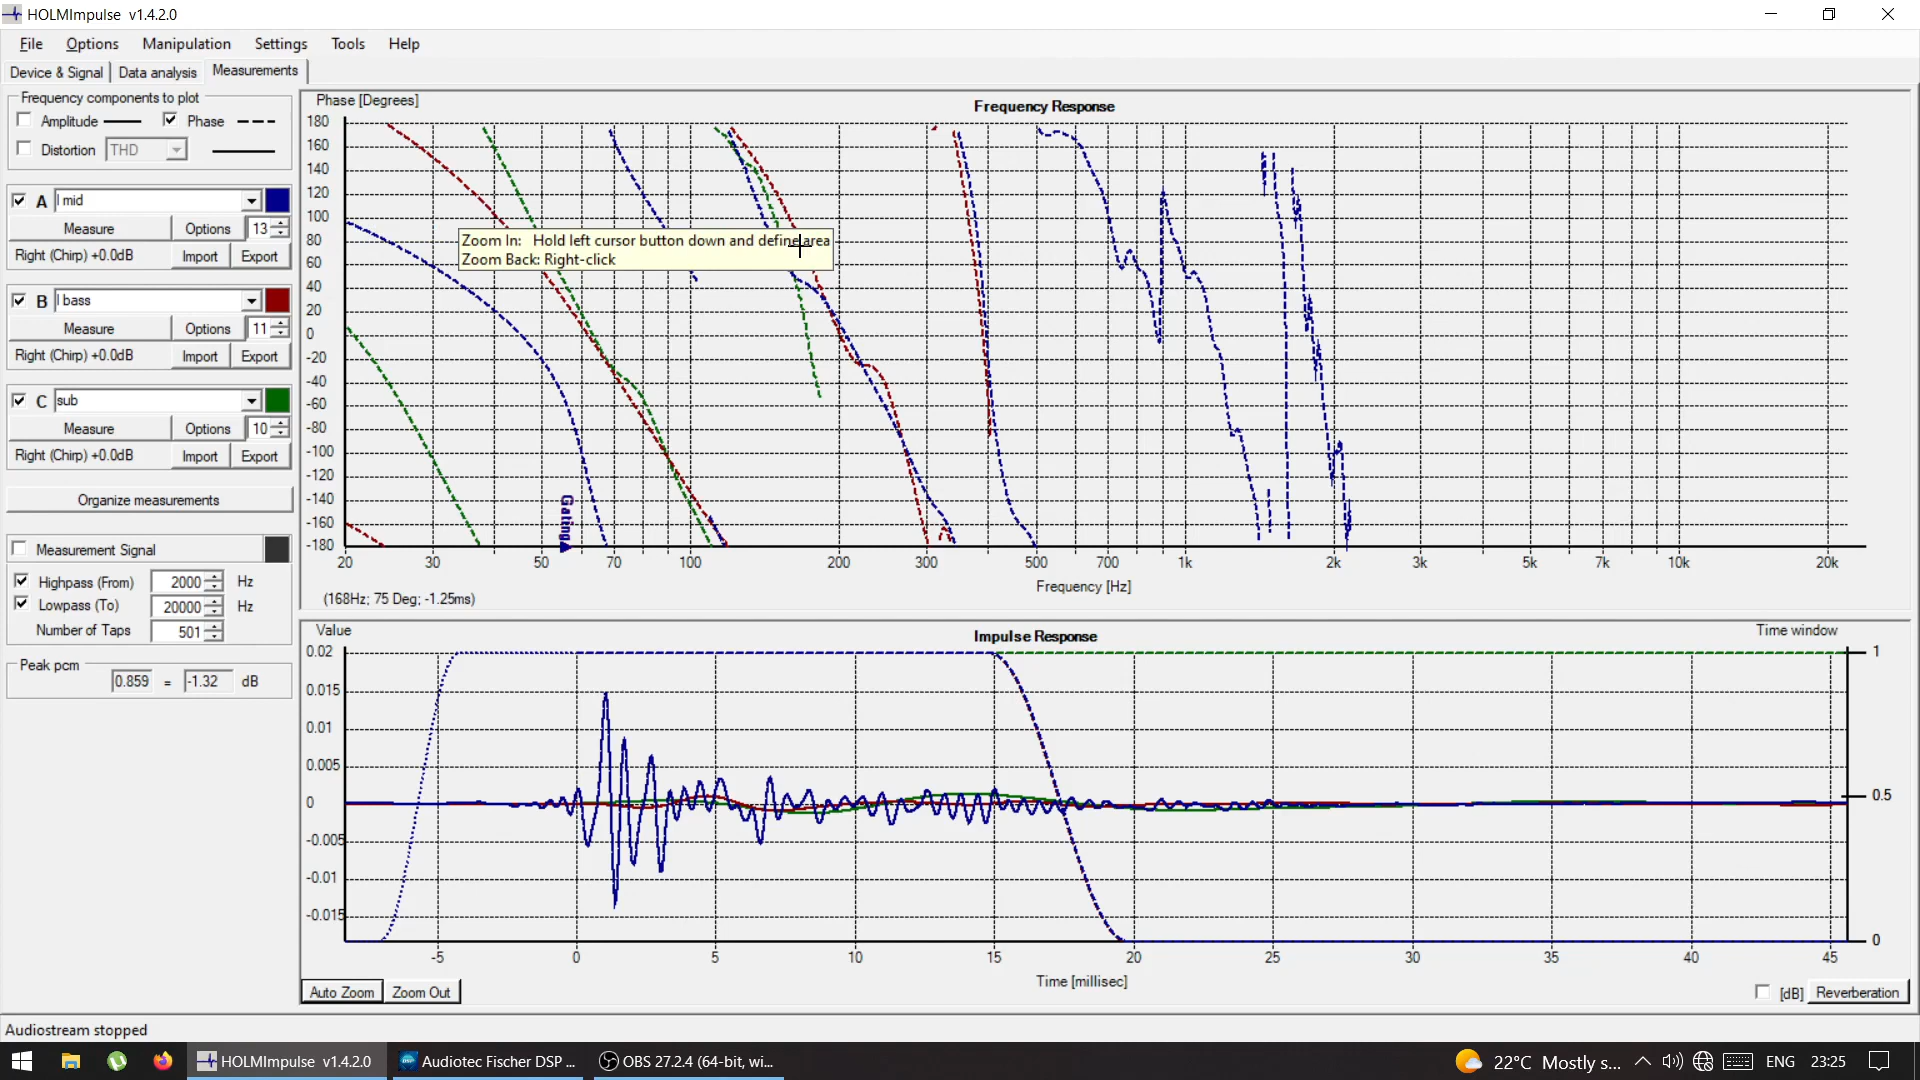 HOLMImpulse v1.4.2.0
File Options Manipulation Settings Tools Help
Device & Signal Data analysis Measurements
Frequency components to plot
Amplitude Phase
Distortion THD
A l mid
Measure Options 13
Right (Chirp) +0.0dB Import Export
B l bass
Measure Options 11
Right (Chirp) +0.0dB Import Export
C sub
Measure Options 10
Right (Chirp) +0.0dB Import Export
Organize measurements
Measurement Signal
Highpass (From) 2000 Hz
Lowpass (To) 20000 Hz
Number of Taps 501
Peak pcm
0.859 = -1.32 dB
Phase [Degrees]
Frequency Response
180
160
140
120
100
80
60
40
20
0
-20
-40
-60
-80
-100
-120
-140
-160
-180
Zoom In: Hold left cursor button down and define area
Zoom Back: Right-click
Gating
20 30 50 70 100 200 300 500 700 1k 2k 3k 5k 7k 10k 20k
Frequency [Hz]
(168Hz; 75 Deg; -1.25ms)
Value
Impulse Response
Time window
0.02
0.015
0.01
0.005
0
-0.005
-0.01
-0.015
1
0.5
0
-5 0 5 10 15 20 25 30 35 40 45
Time [millisec]
Auto Zoom Zoom Out
[dB] Reverberation
Audiostream stopped
HOLMImpulse v1.4.2.0 Audiotec Fischer DSP ... OBS 27.2.4 (64-bit, wi... 22°C Mostly s... ENG 23:25